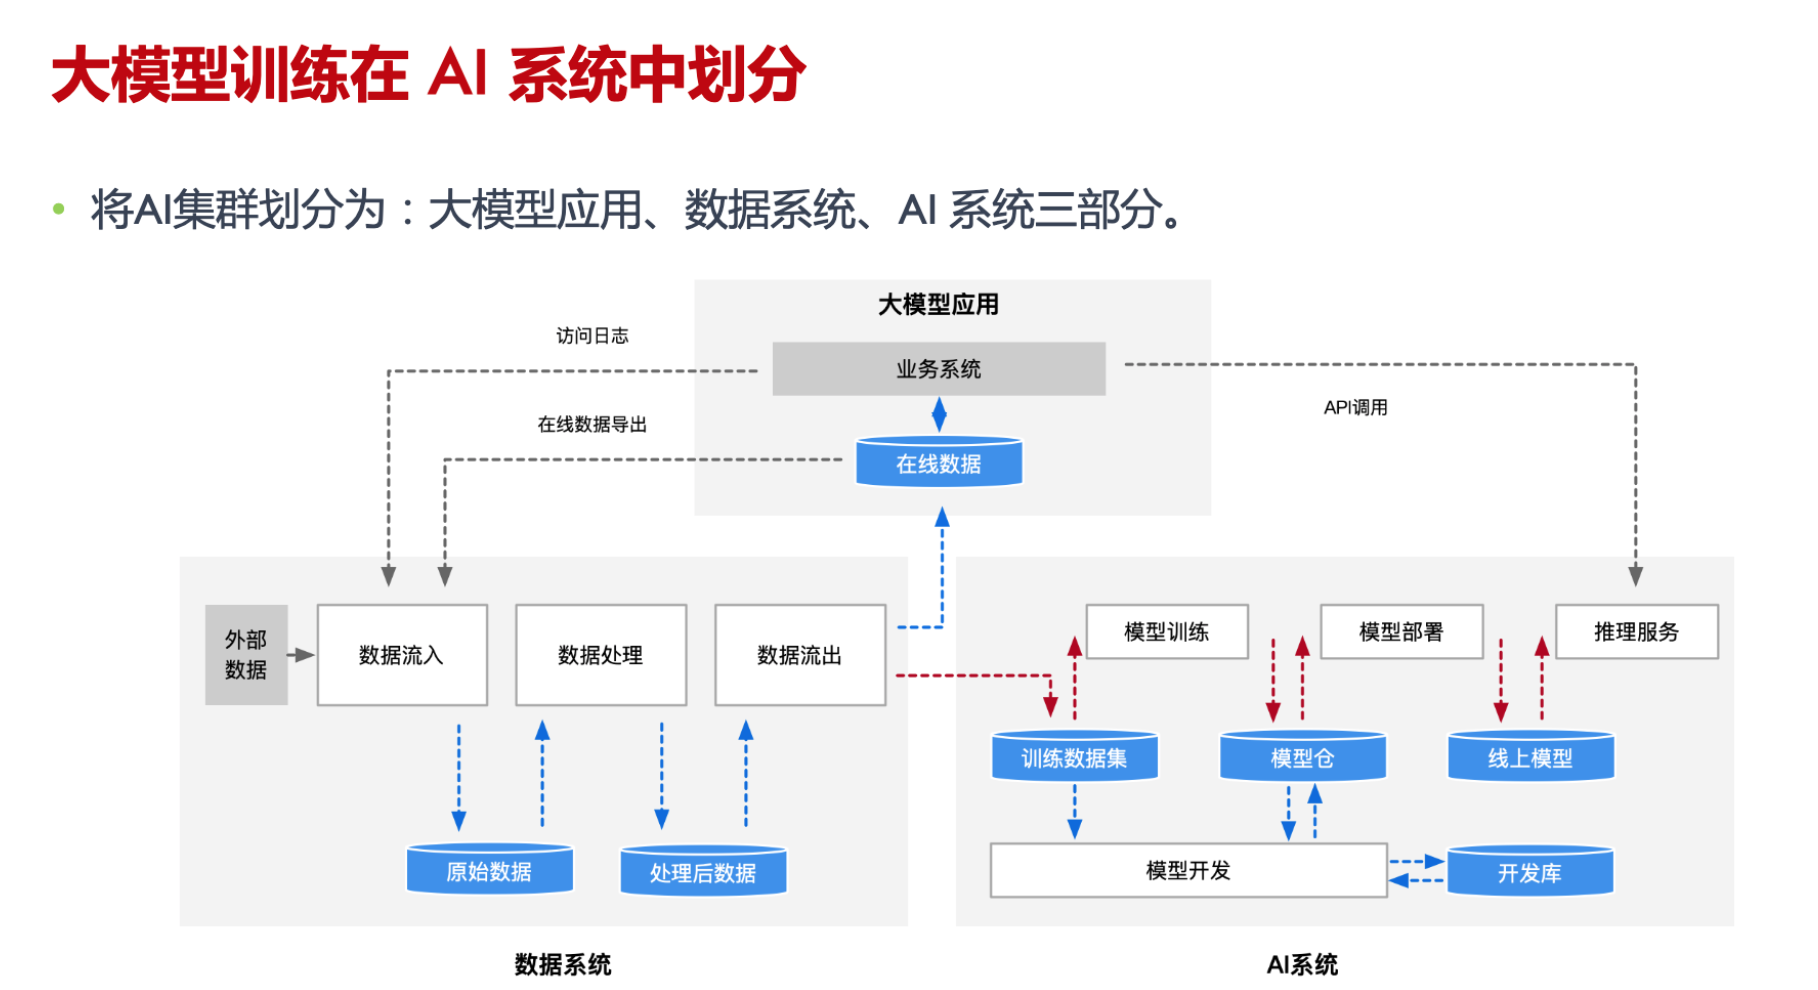 大模型训练在 AI 系统中划分
• 将AI集群划分为：大模型应用、数据系统、AI 系统三部分。
大模型应用
访问日志
业务系统
API调用
在线数据导出
在线数据
外部
数据
数据流入
数据处理
数据流出
模型训练
模型部署
推理服务
训练数据集
模型仓
线上模型
原始数据
处理后数据
模型开发
开发库
数据系统
AI系统